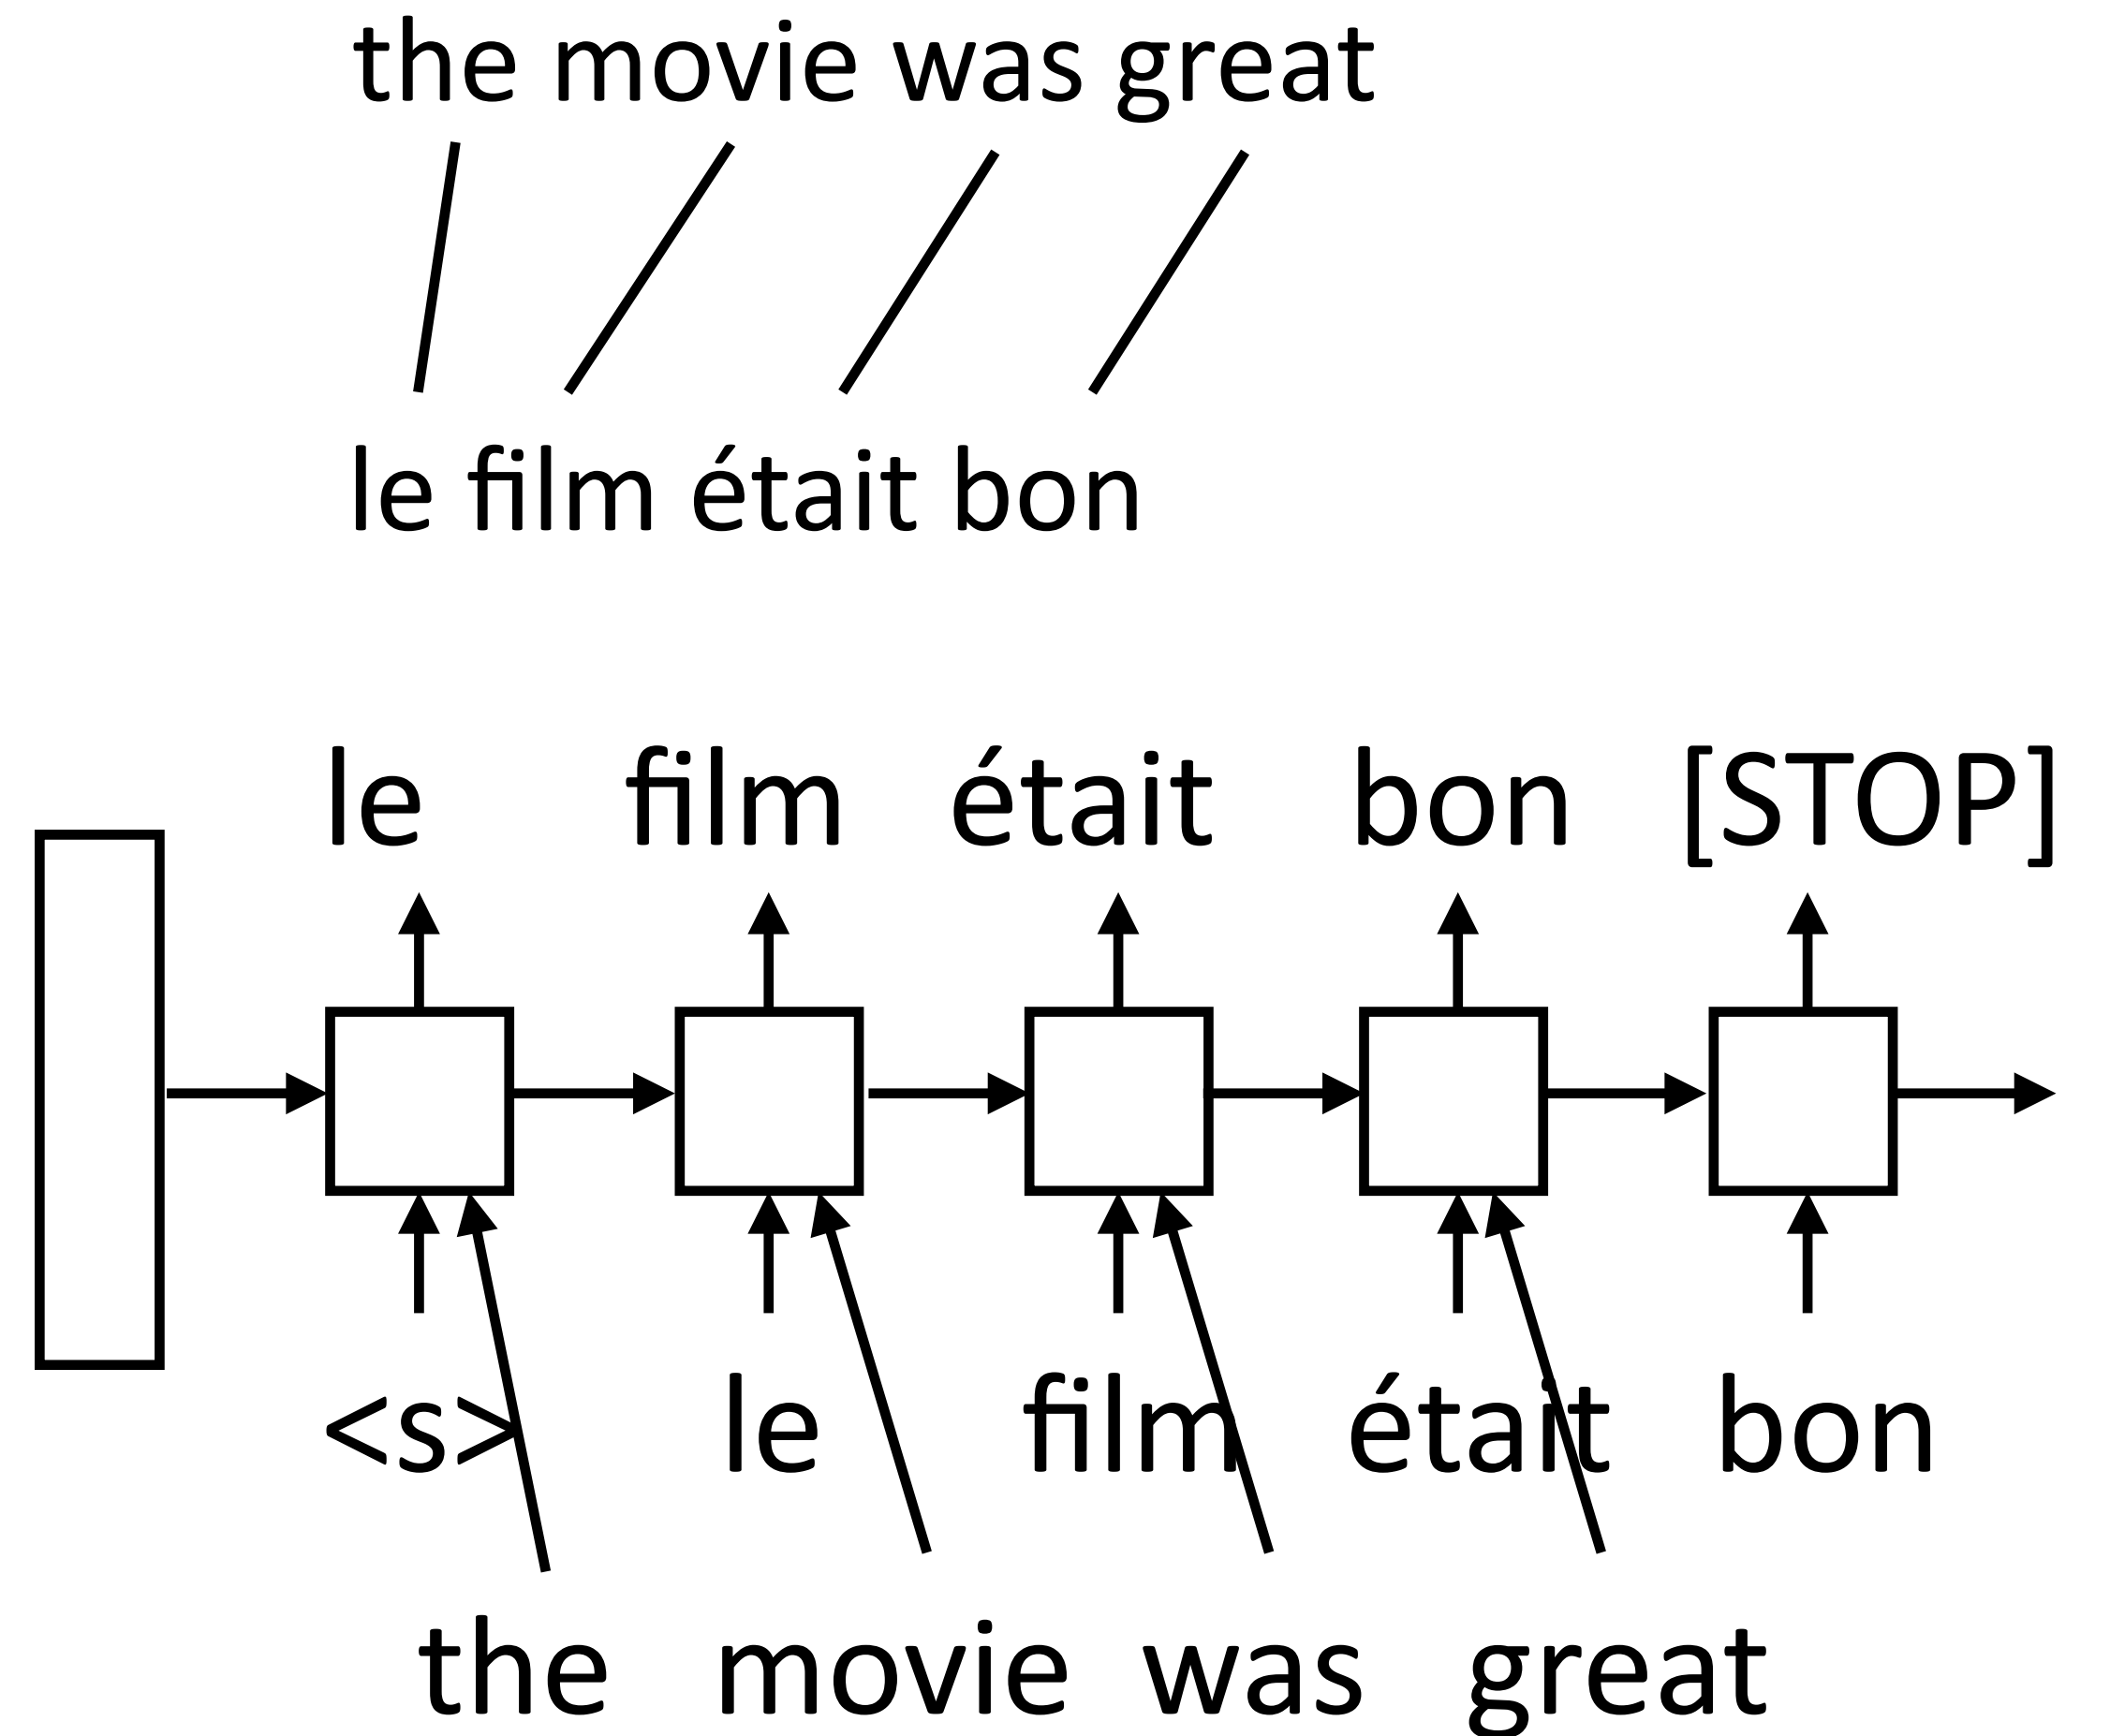 the movie was great
le film était bon
le film était bon [STOP]
<s> le film était bon
the movie was great